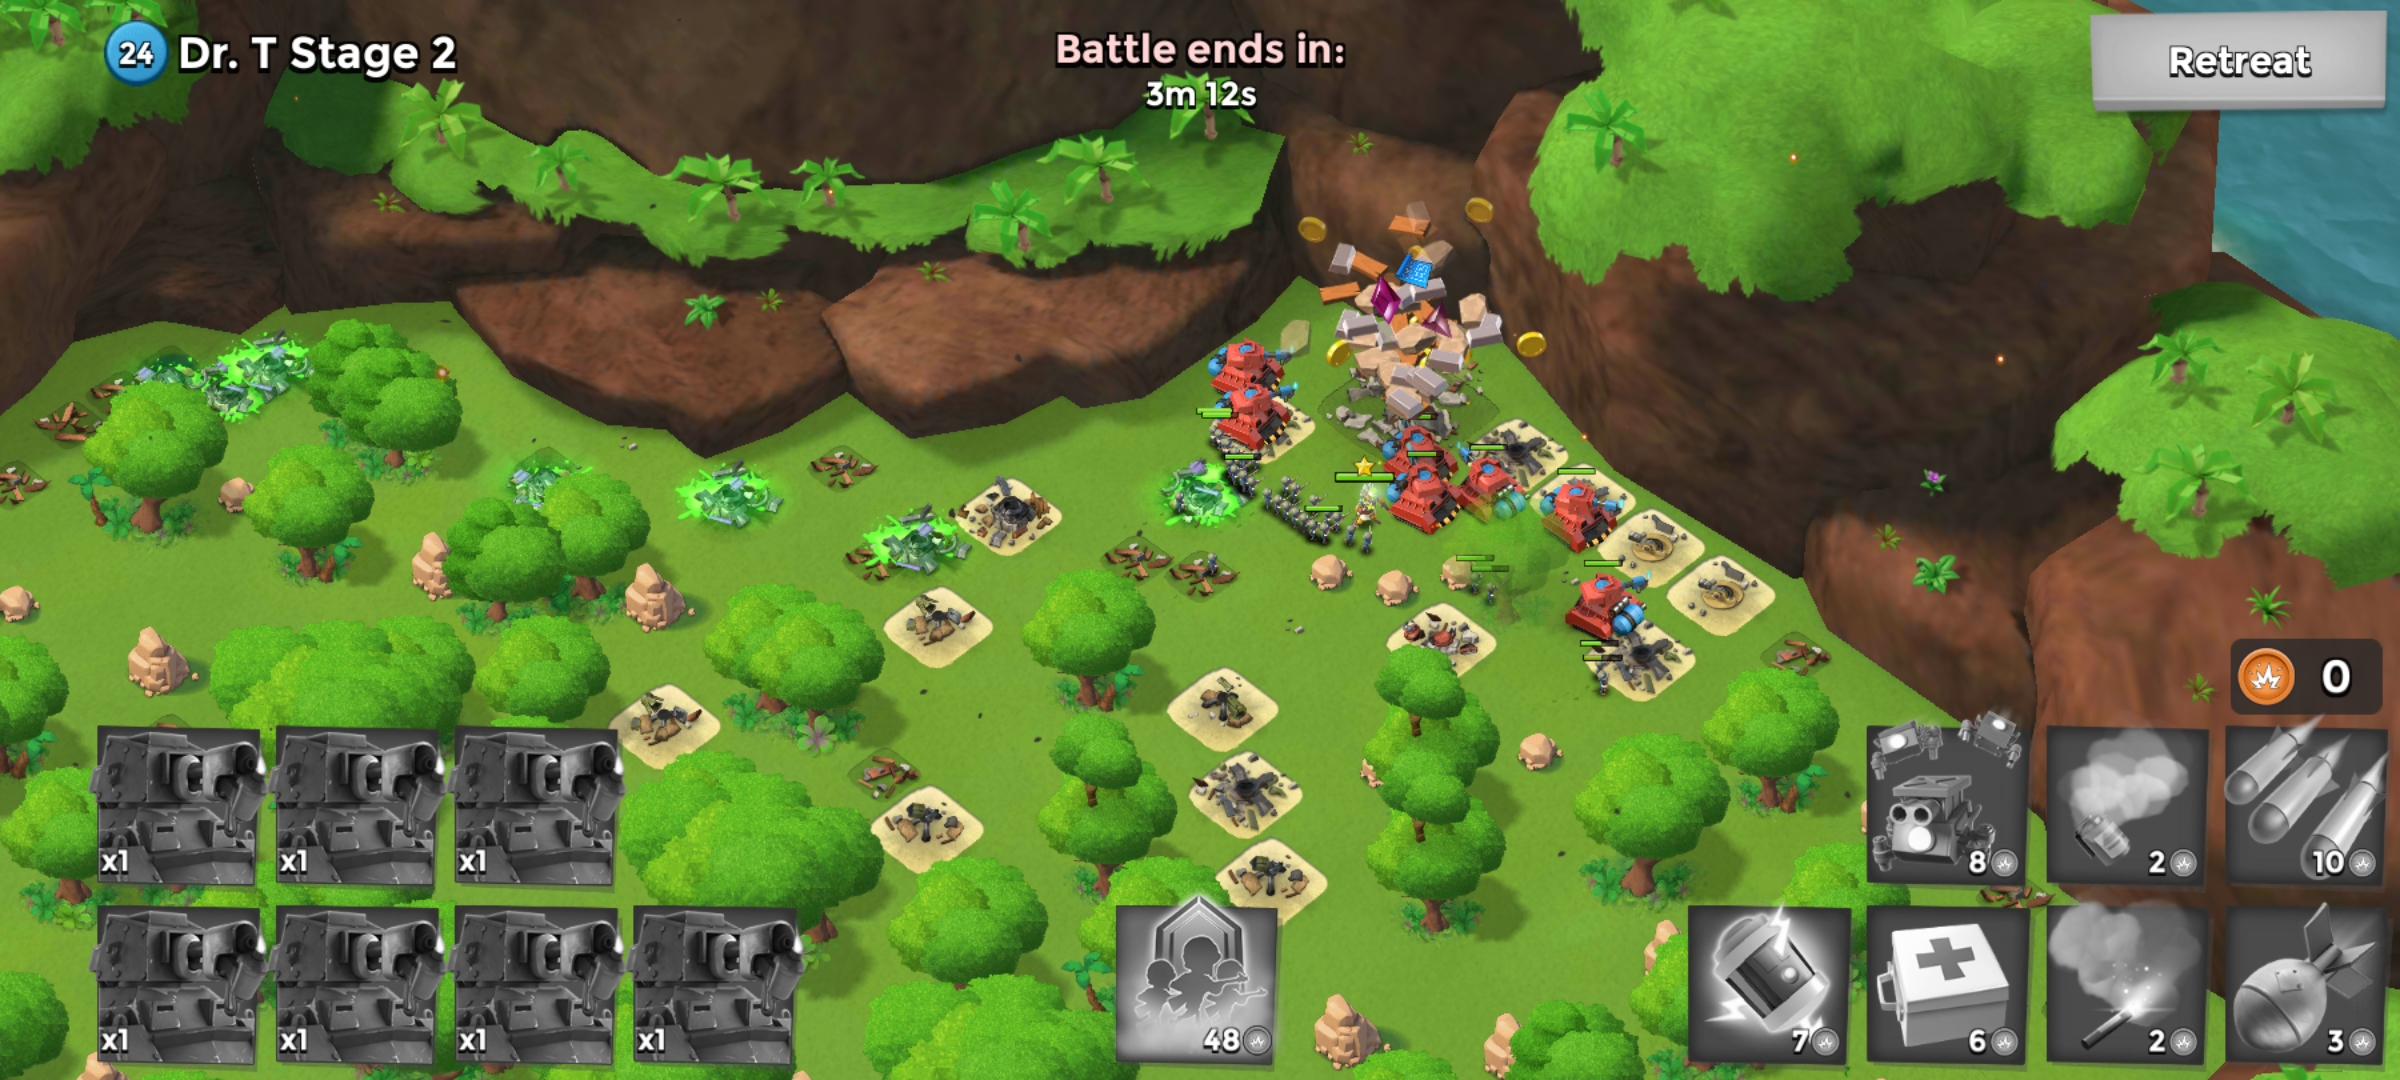 24 Dr. T Stage 2
Battle ends in:
3m 12s
Retreat
0
x1
x1
x1
8
2
10
x1
x1
x1
x1
48
7
6
2
3